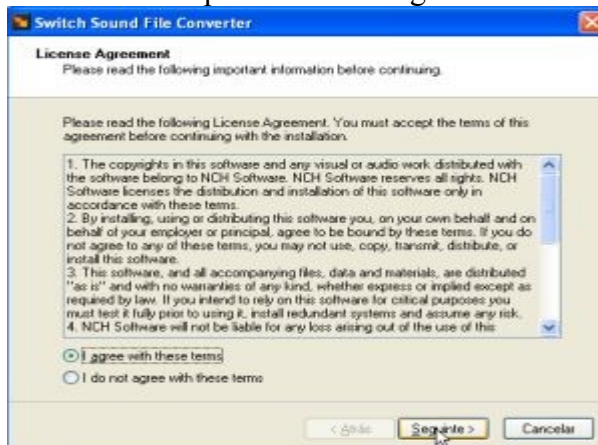 Switch Sound File Converter
License Agreement
Please read the following important information before continuing.
Please read the following License Agreement. You must accept the terms of this
agreement before continuing with the installation.
1. The copyrights in this software and any visual or audio work distributed with
the software belong to NCH Software. NCH Software reserves all rights. NCH
Software licenses the distribution and installation of this software only in
accordance with these terms.
2. By installing, using or distributing this software you, on your own behalf and on
behalf of your employer or principal, agree to be bound by these terms. If you do
not agree to any of these terms, you may not use, copy, transmit, distribute, or
install this software.
3. This software, and all accompanying files, data and materials, are distributed
"as is" and with no warranties of any kind, whether express or implied except as
required by law. If you intend to rely on this software for critical purposes you
must test it fully prior to using it, install redundant systems and assume any risk.
4. NCH Software will not be liable for any loss arising out of the use of this
I agree with these terms
I do not agree with these terms
< Atrás Seguinte > Cancelar